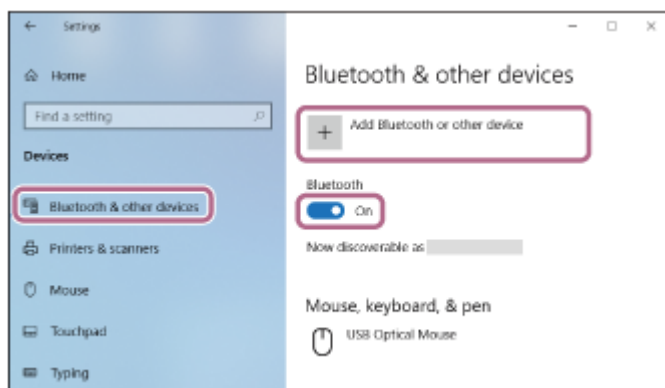 Settings
Home
Find a setting
Devices
Bluetooth & other devices
Printers & scanners
Mouse
Touchpad
Typing
Bluetooth & other devices
Add Bluetooth or other device
Bluetooth
On
Now discoverable as
Mouse, keyboard, & pen
USB Optical Mouse